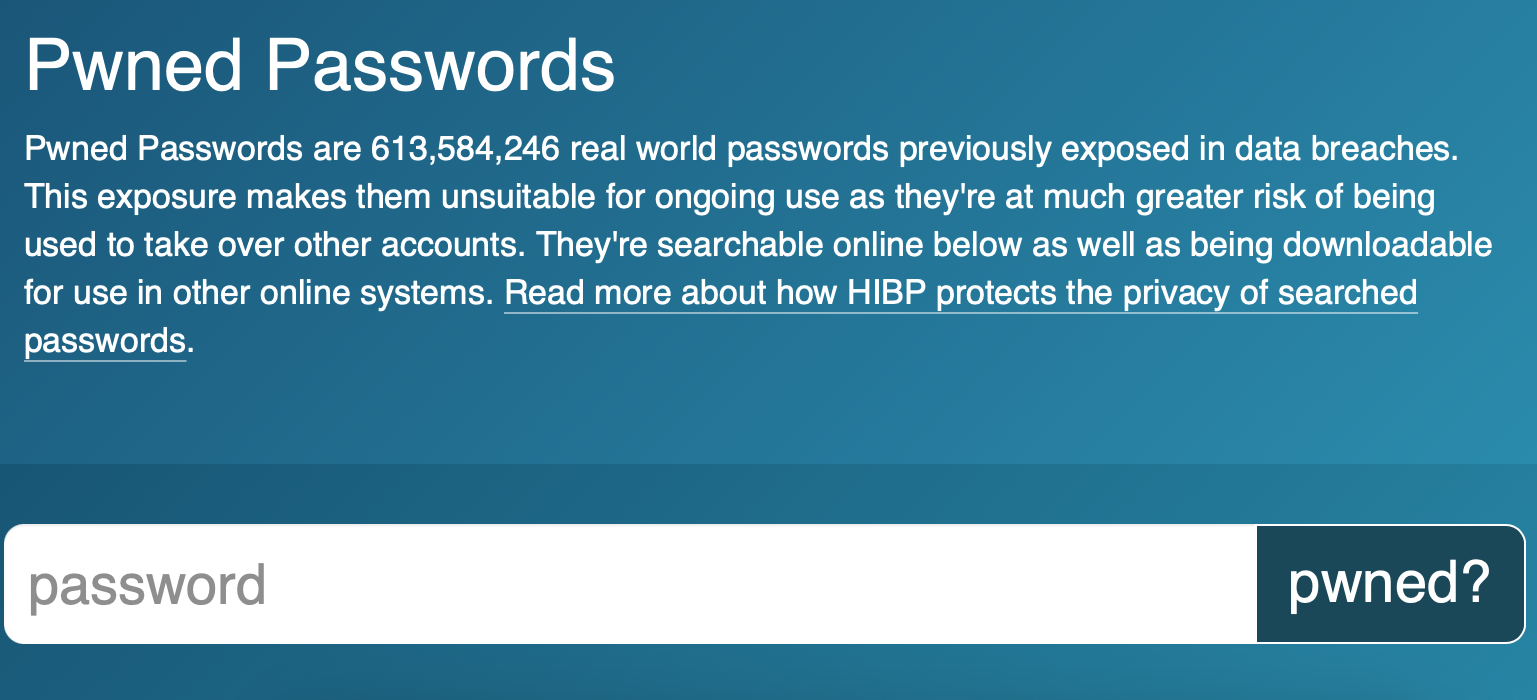 Pwned Passwords
Pwned Passwords are 613,584,246 real world passwords previously exposed in data breaches.
This exposure makes them unsuitable for ongoing use as they're at much greater risk of being
used to take over other accounts. They're searchable online below as well as being downloadable
for use in other online systems. Read more about how HIBP protects the privacy of searched
passwords.
password
pwned?